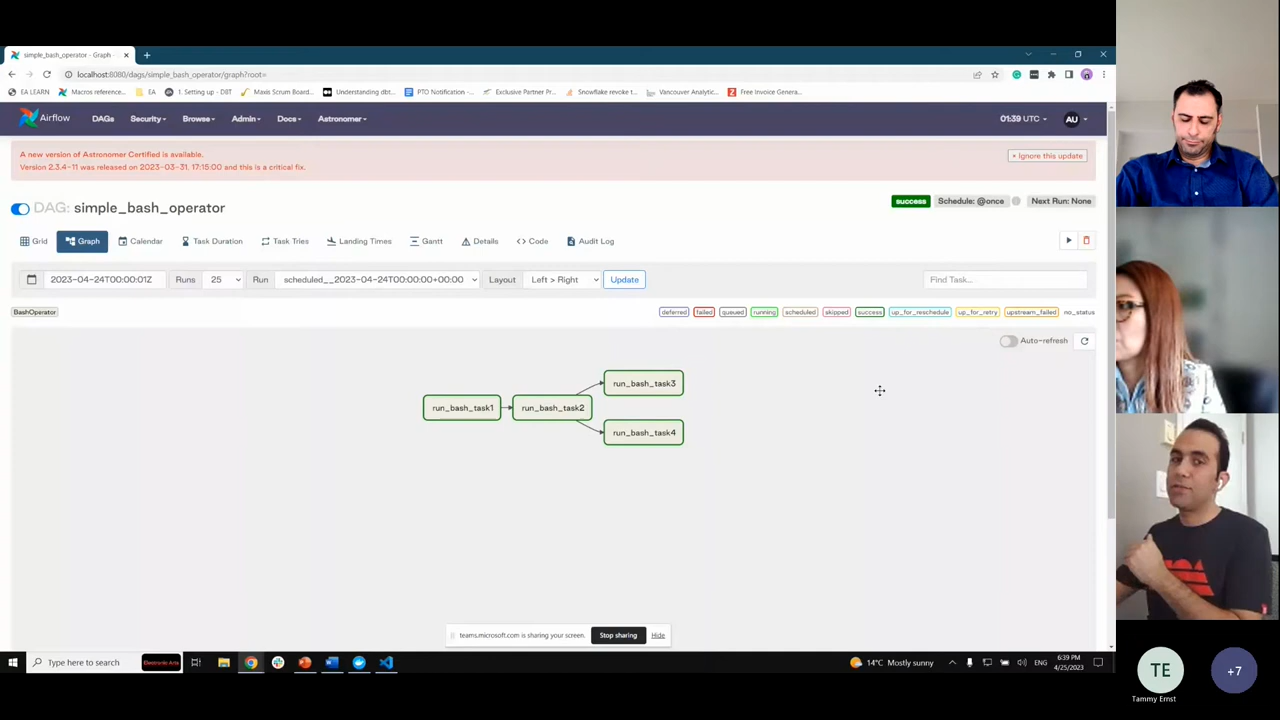 simple_bash_operator - Graph
localhost:8080/dags/simple_bash_operator/graph?root=
EA LEARN Macros reference... EA 1. Setting up - DBT Maxis Scrum Board... Understanding dbt... PTO Notification -... Exclusive Partner Pr... Snowflake revoke t... Vancouver Analytic... Free Invoice Genera...
Airflow DAGs Security Browse Admin Docs Astronomer 01:39 UTC AU
A new version of Astronomer Certified is available.
Version 2.3.4-11 was released on 2023-03-31. 17:15:00 and this is a critical fix.
× Ignore this update
DAG: simple_bash_operator
success Schedule: @once Next Run: None
Grid Graph Calendar Task Duration Task Tries Landing Times Gantt Details <> Code Audit Log
2023-04-24T00:00:01Z Runs 25 Run scheduled__2023-04-24T00:00:00+00:00 Layout Left > Right Update Find Task...
BashOperator deferred failed queued running scheduled skipped success up_for_reschedule up_for_retry upstream_failed no_status
Auto-refresh
run_bash_task3
run_bash_task1 run_bash_task2
run_bash_task4
teams.microsoft.com is sharing your screen. Stop sharing Hide
Type here to search Electronic Arts 14°C Mostly sunny ENG 6:39 PM
4/25/2023
TE +7
Tammy Ernst